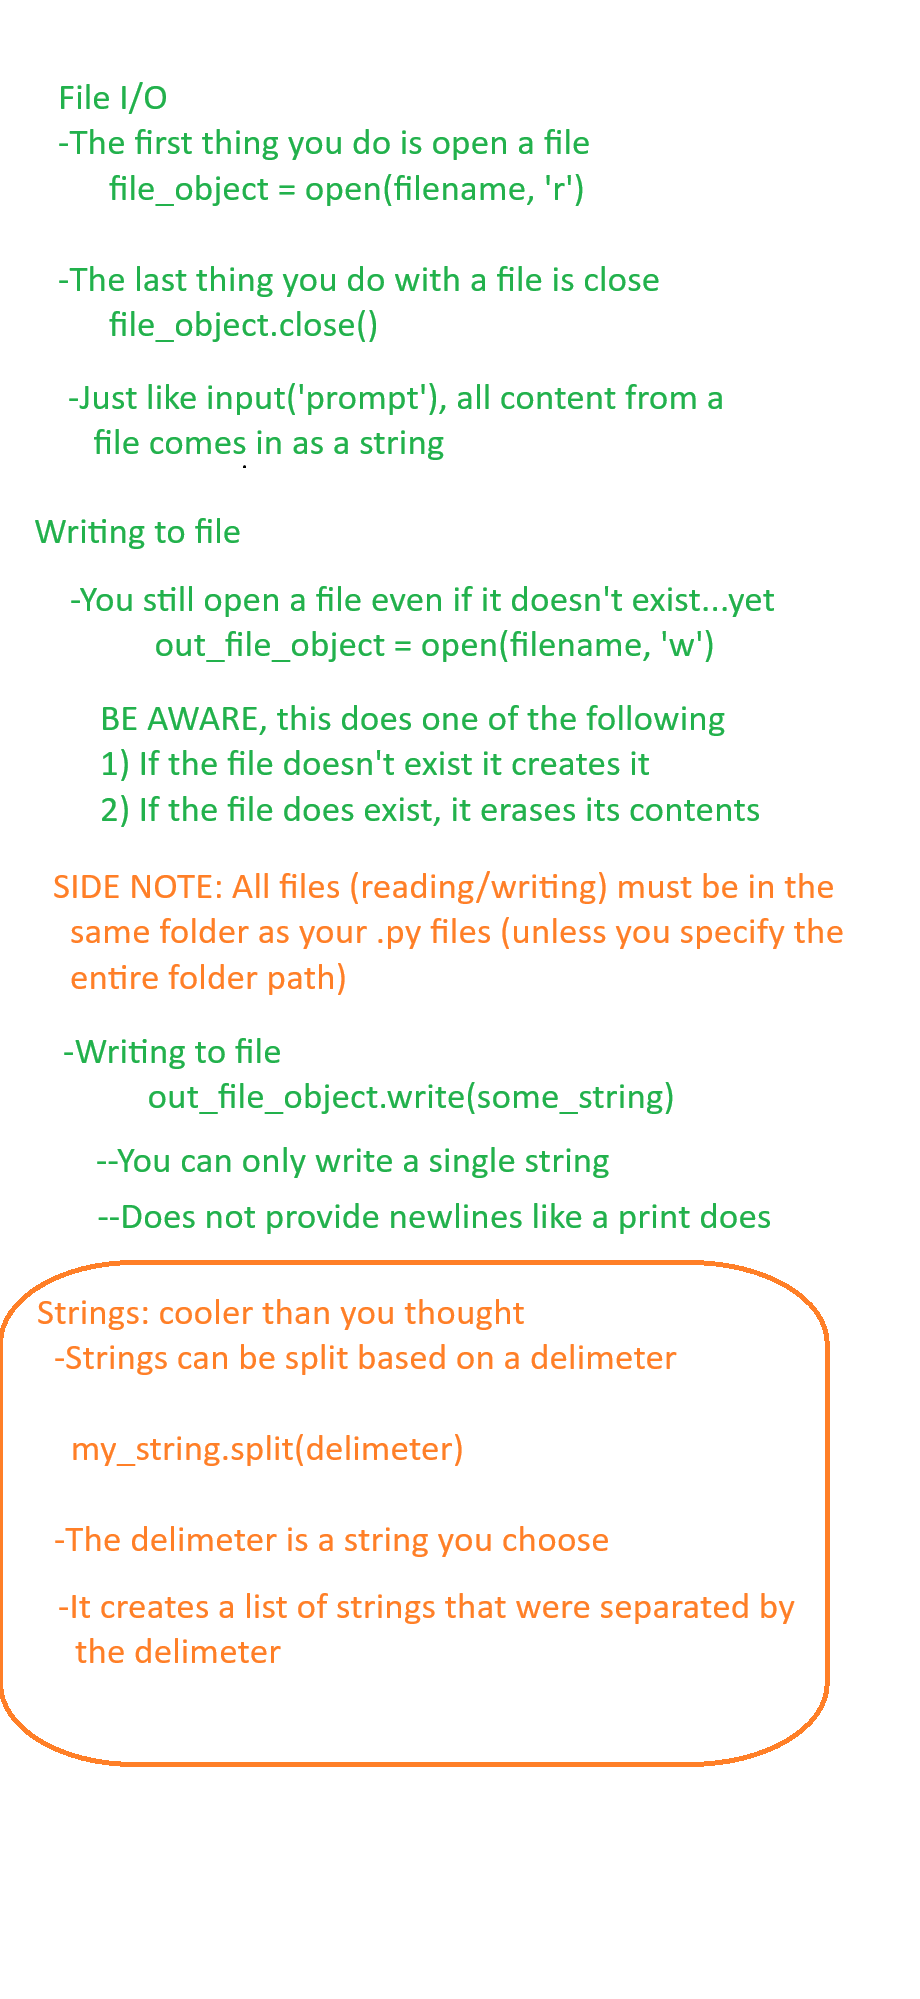 File I/O
-The first thing you do is open a file
file_object = open(filename, 'r')
-The last thing you do with a file is close
file_object.close()
-Just like input('prompt'), all content from a
file comes in as a string
Writing to file
-You still open a file even if it doesn't exist...yet
out_file_object = open(filename, 'w')
BE AWARE, this does one of the following
1) If the file doesn't exist it creates it
2) If the file does exist, it erases its contents
SIDE NOTE: All files (reading/writing) must be in the
same folder as your .py files (unless you specify the
entire folder path)
-Writing to file
out_file_object.write(some_string)
--You can only write a single string
--Does not provide newlines like a print does
Strings: cooler than you thought
-Strings can be split based on a delimeter
my_string.split(delimeter)
-The delimeter is a string you choose
-It creates a list of strings that were separated by
the delimeter